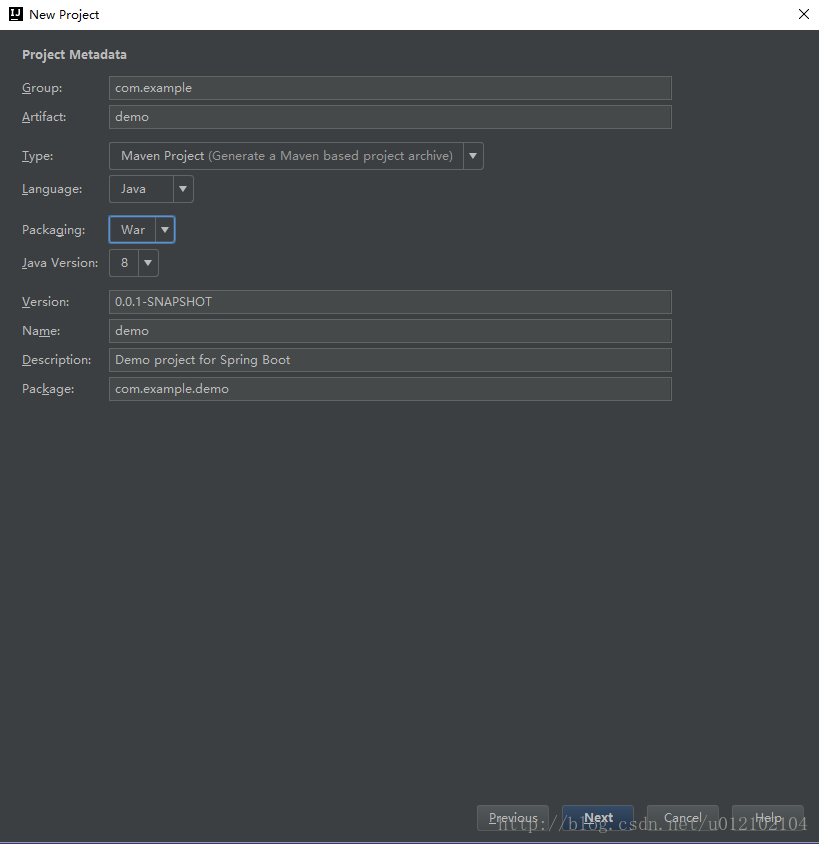 New Project
Project Metadata
Group: com.example
Artifact: demo
Type: Maven Project (Generate a Maven based project archive)
Language: Java
Packaging: War
Java Version: 8
Version: 0.0.1-SNAPSHOT
Name: demo
Description: Demo project for Spring Boot
Package: com.example.demo
Previous Next Cancel Help
http://blog.csdn.net/u012102104